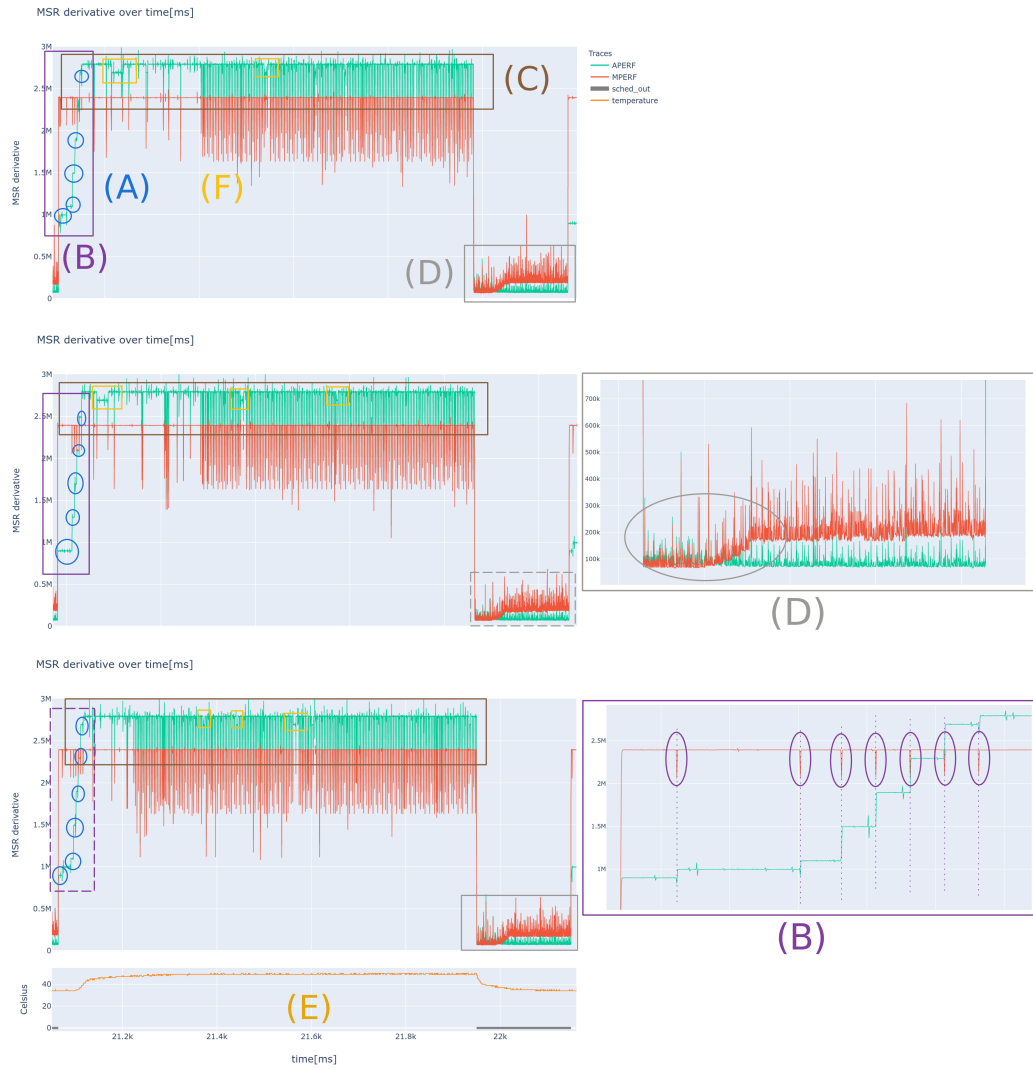 MSR derivative over time[ms]
3M
2.5M
2M
1.5M
1M
0.5M
0
MSR derivative
(A)
(B)
(C)
(D)
(F)
Traces
APERF
MPERF
sched_out
temperature
MSR derivative over time[ms]
3M
2.5M
2M
1.5M
1M
0.5M
0
MSR derivative
700k
600k
500k
400k
300k
200k
100k
(D)
MSR derivative over time[ms]
3M
2.5M
2M
1.5M
1M
0.5M
0
MSR derivative
2.5M
2M
1.5M
1M
(B)
40
20
0
Celsius
(E)
21.2k
21.4k
21.6k
21.8k
22k
time[ms]